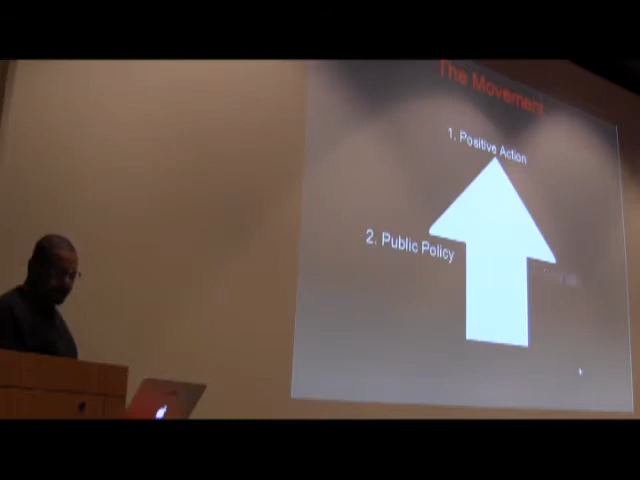 The Movement
1. Positive Action
2. Public Policy